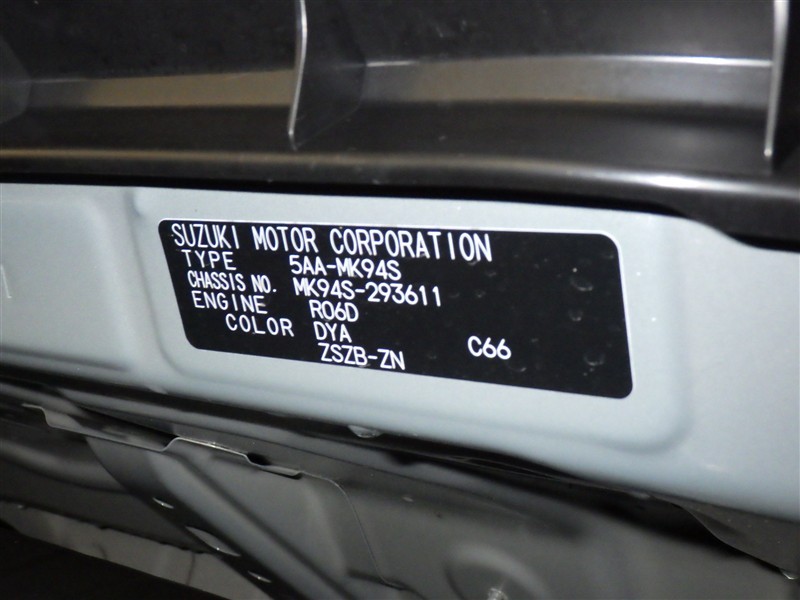 SUZUKI MOTOR CORPORATION
TYPE 5AA-MK94S
CHASSIS NO. MK94S-293611
ENGINE R06D
COLOR DYA
ZSZB-ZN C66